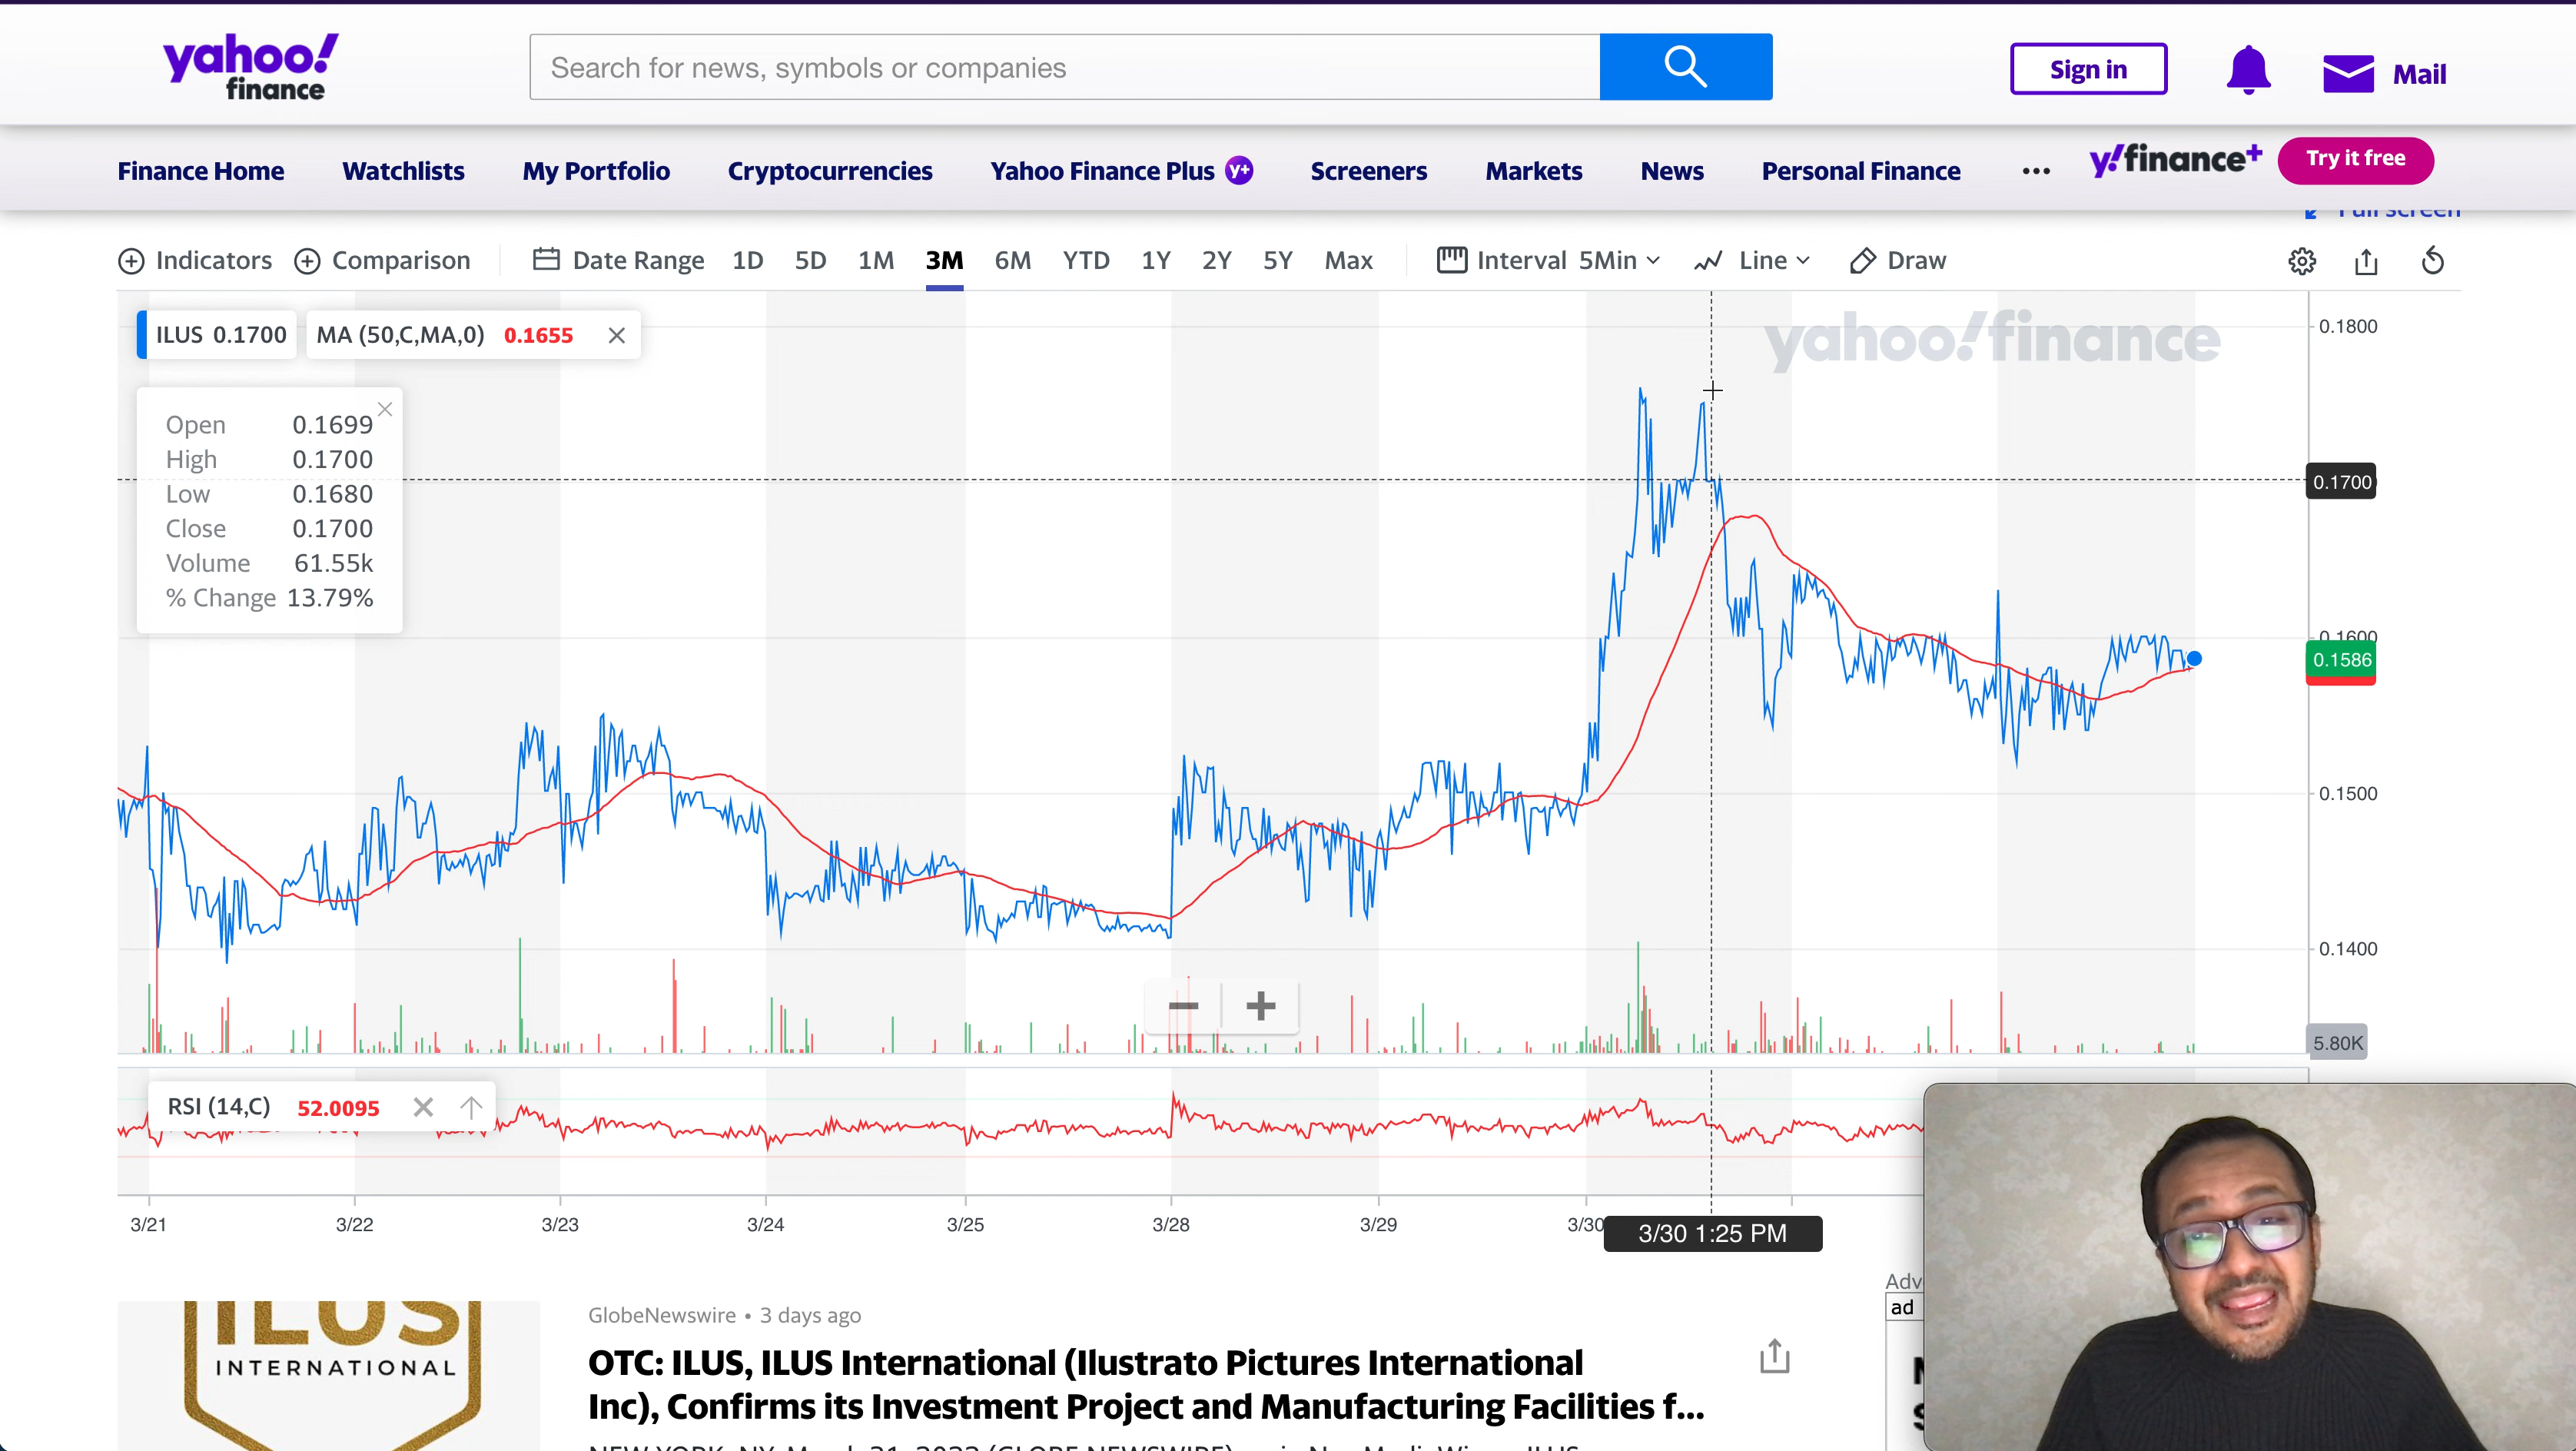 yahoo!
finance
Search for news, symbols or companies
Sign in
Mail
Finance Home Watchlists My Portfolio Cryptocurrencies Yahoo Finance Plus y+ Screeners Markets News Personal Finance ... y!finance+ Try it free
Full screen
Indicators Comparison Date Range 1D 5D 1M 3M 6M YTD 1Y 2Y 5Y Max Interval 5Min Line Draw
ILUS 0.1700 MA (50,C,MA,0) 0.1655
yahoo!finance
Open 0.1699
High 0.1700
Low 0.1680
Close 0.1700
Volume 61.55k
% Change 13.79%
0.1800
0.1700
0.1600
0.1586
0.1500
0.1400
5.80K
RSI (14,C) 52.0095
3/21 3/22 3/23 3/24 3/25 3/28 3/29 3/30 3/30 1:25 PM
ILUS
INTERNATIONAL
GlobeNewswire • 3 days ago
OTC: ILUS, ILUS International (Ilustrato Pictures International
Inc), Confirms its Investment Project and Manufacturing Facilities f...
Adv
ad